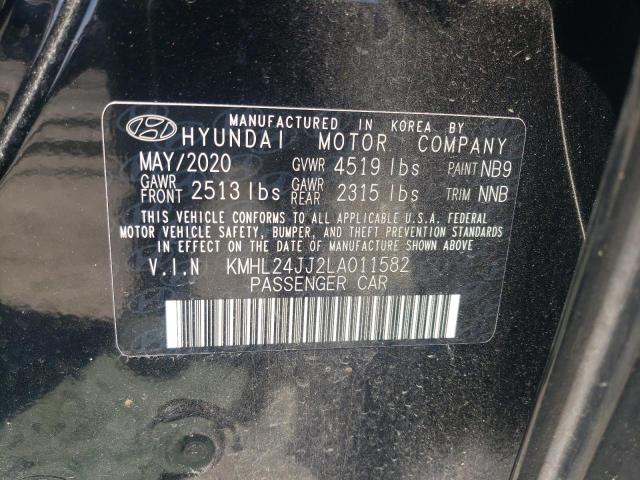 MANUFACTURED IN KOREA BY
HYUNDAI MOTOR COMPANY
MAY/2020 GVWR 4519 lbs PAINT NB9
GAWR FRONT 2513 lbs GAWR REAR 2315 lbs TRIM NNB
THIS VEHICLE CONFORMS TO ALL APPLICABLE U.S.A. FEDERAL
MOTOR VEHICLE SAFETY, BUMPER, AND THEFT PREVENTION STANDARDS
IN EFFECT ON THE DATE OF MANUFACTURE SHOWN ABOVE.
V.I.N KMHL24JJ2LA011582
PASSENGER CAR